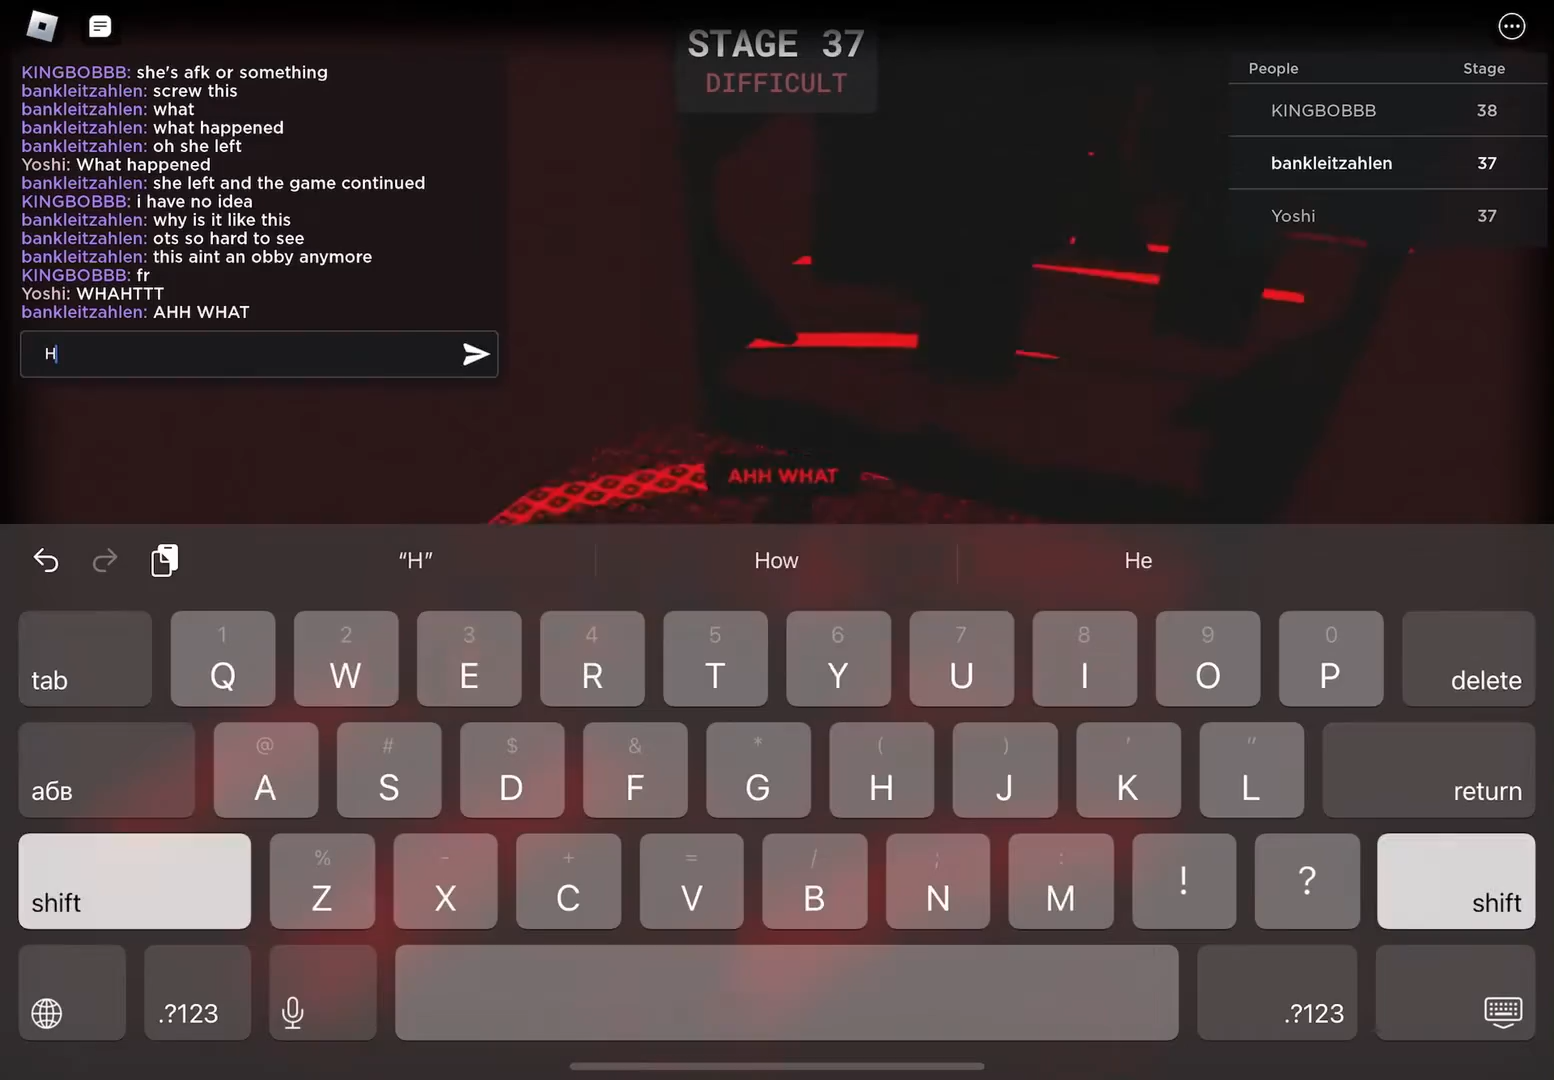 STAGE 37
DIFFICULT
KINGBOBBB: she's afk or something
bankleitzahlen: screw this
bankleitzahlen: what
bankleitzahlen: what happened
bankleitzahlen: oh she left
Yoshi: What happened
bankleitzahlen: she left and the game continued
KINGBOBBB: i have no idea
bankleitzahlen: why is it like this
bankleitzahlen: ots so hard to see
bankleitzahlen: this aint an obby anymore
KINGBOBBB: fr
Yoshi: WHAHTTT
bankleitzahlen: AHH WHAT
H
People Stage
KINGBOBBB 38
bankleitzahlen 37
Yoshi 37
AHH WHAT
“H” How He
1 2 3 4 5 6 7 8 9 0
tab Q W E R T Y U I O P delete
@ # $ & * ( ) ' "
абв A S D F G H J K L return
% - + = / ; :
shift Z X C V B N M ! ? shift
.?123 .?123